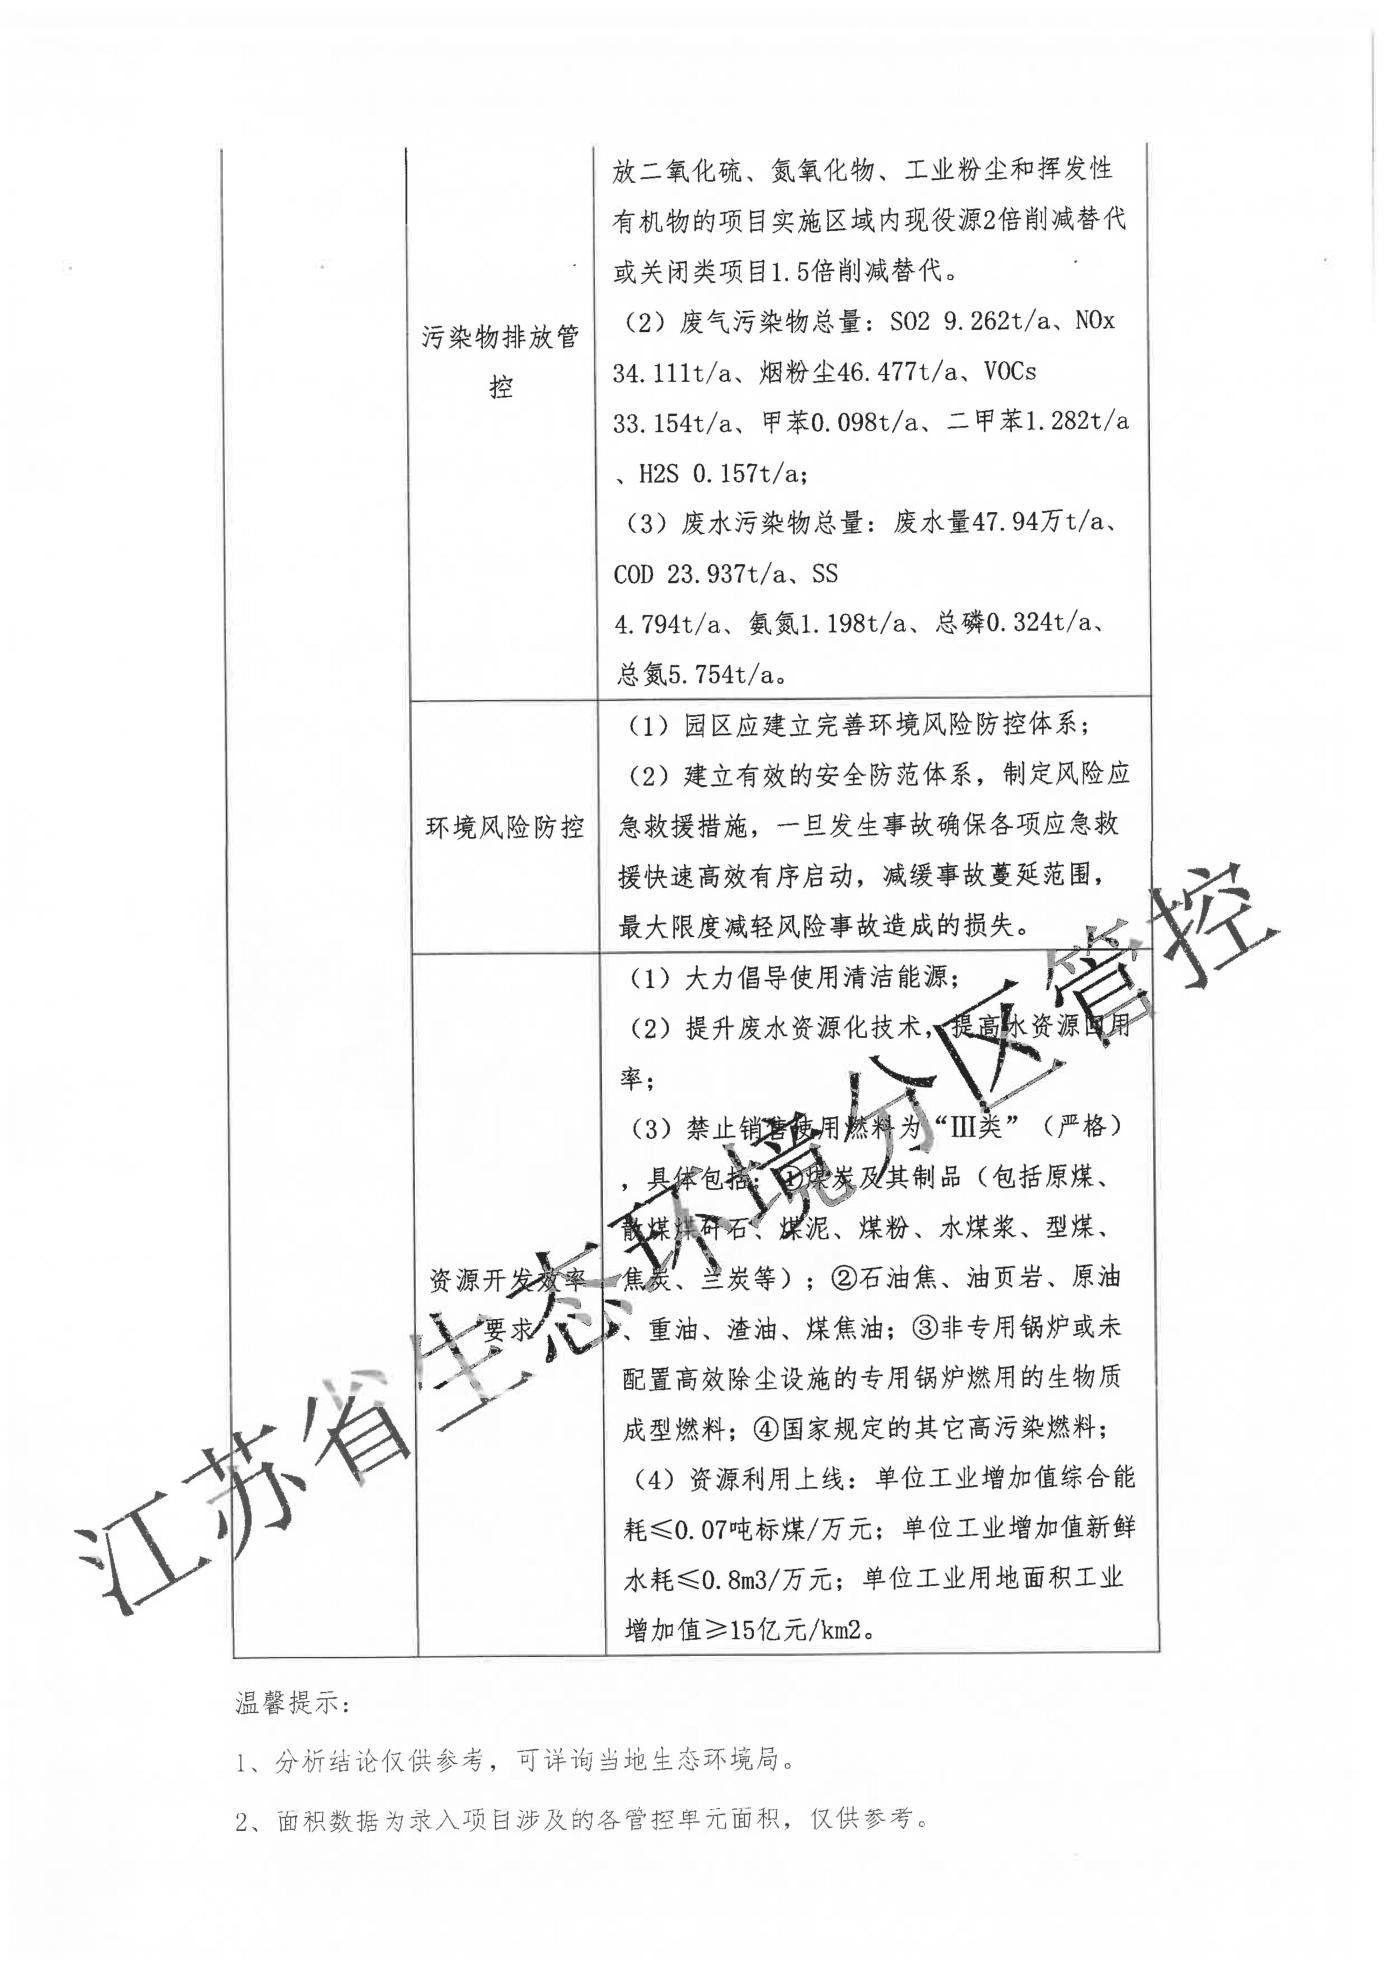 放二氧化硫、氮氧化物、工业粉尘和挥发性
有机物的项目实施区域内现役源2倍削减替代
或关闭类项目1.5倍削减替代。
(2)废气污染物总量：SO2 9.262t/a、NOx
34.111t/a、烟粉尘46.477t/a、VOCs
33.154t/a、甲苯0.098t/a、二甲苯1.282t/a
、H2S 0.157t/a；
(3)废水污染物总量：废水量47.94万t/a、
COD 23.937t/a、SS
4.794t/a、氨氮1.198t/a、总磷0.324t/a、
总氮5.754t/a。
污染物排放管
控
环境风险防控
(1)园区应建立完善环境风险防控体系；
(2)建立有效的安全防范体系，制定风险应
急救援措施，一旦发生事故确保各项应急救
援快速高效有序启动，减缓事故蔓延范围，
最大限度减轻风险事故造成的损失。
资源开发效率
要求
(1)大力倡导使用清洁能源；
(2)提升废水资源化技术，提高水资源回用
率；
(3)禁止销售使用燃料为“Ⅲ类”（严格）
，具体包括：①煤炭及其制品（包括原煤、
散煤煤矸石、煤泥、煤粉、水煤浆、型煤、
焦炭、兰炭等）；②石油焦、油页岩、原油
、重油、渣油、煤焦油；③非专用锅炉或未
配置高效除尘设施的专用锅炉燃用的生物质
成型燃料；④国家规定的其它高污染燃料；
(4)资源利用上线：单位工业增加值综合能
耗≤0.07吨标煤/万元；单位工业增加值新鲜
水耗≤0.8m3/万元；单位工业用地面积工业
增加值≥15亿元/km2。
江苏省生态环境分区管控
温馨提示：
1、分析结论仅供参考，可详询当地生态环境局。
2、面积数据为录入项目涉及的各管控单元面积，仅供参考。